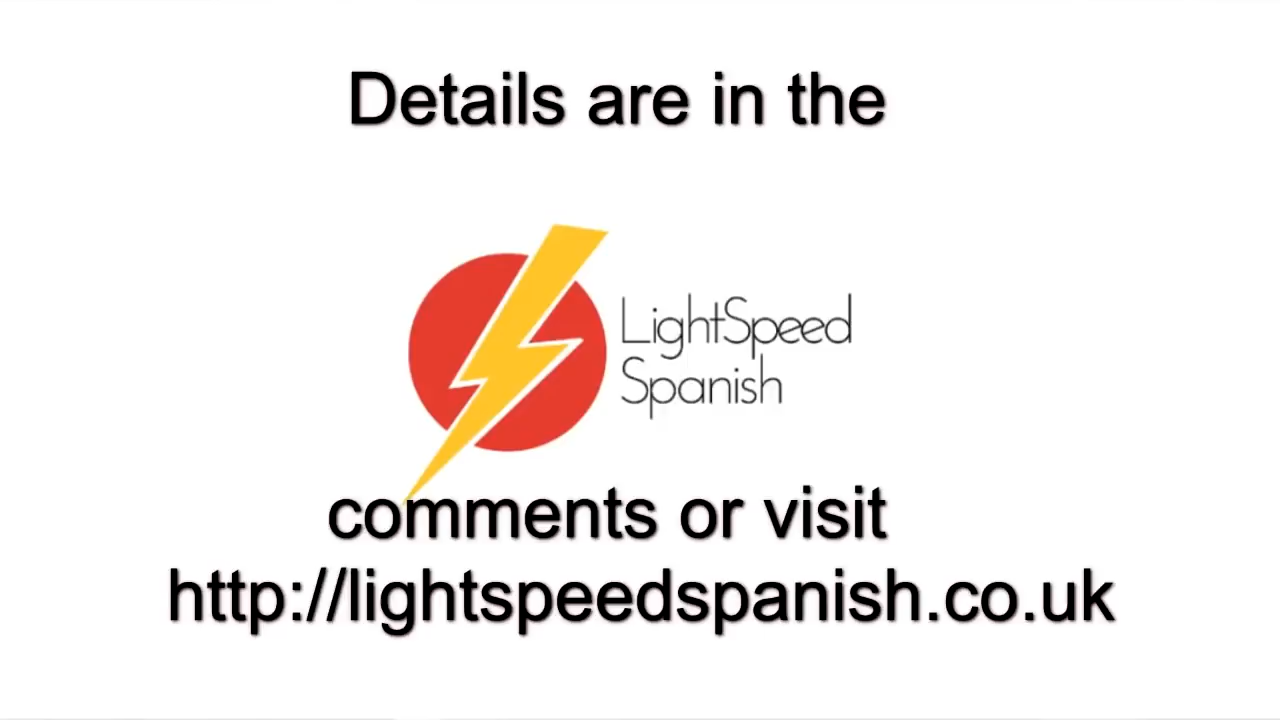 Details are in the
LightSpeed
Spanish
comments or visit
http://lightspeedspanish.co.uk